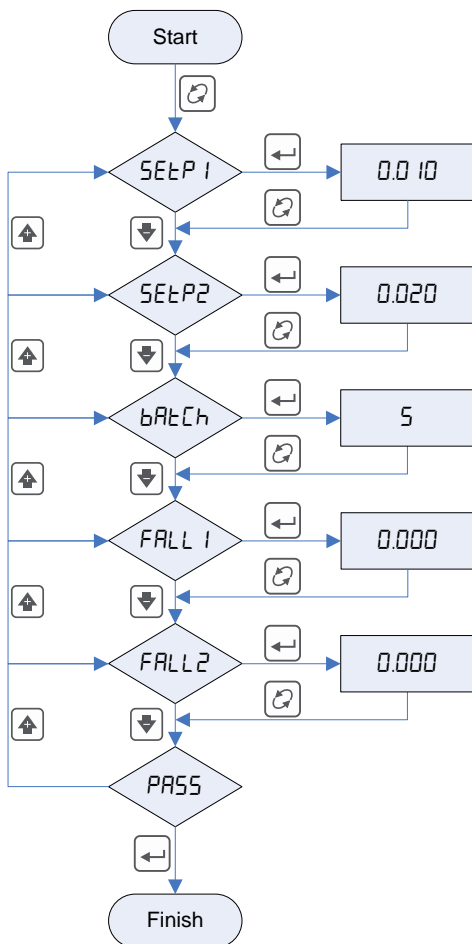 Start
SEtP1
0.010
SEtP2
0.020
bAtCh
5
FALL1
0.000
FALL2
0.000
PASS
Finish